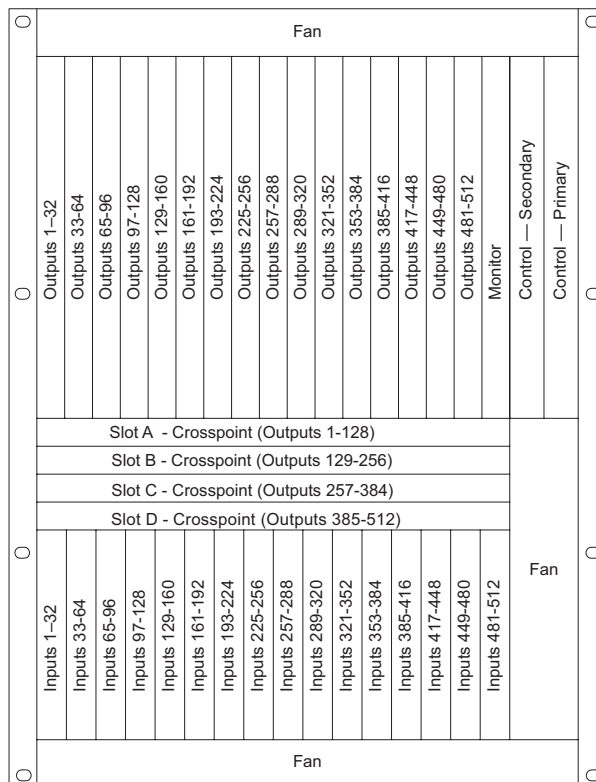 Fan
Outputs 1–32
Outputs 33-64
Outputs 65-96
Outputs 97-128
Outputs 129-160
Outputs 161-192
Outputs 193-224
Outputs 225-256
Outputs 257-288
Outputs 289-320
Outputs 321-352
Outputs 353-384
Outputs 385-416
Outputs 417-448
Outputs 449-480
Outputs 481-512
Monitor
Control — Secondary
Control — Primary
Slot A - Crosspoint (Outputs 1-128)
Slot B - Crosspoint (Outputs 129-256)
Slot C - Crosspoint (Outputs 257-384)
Slot D - Crosspoint (Outputs 385-512)
Inputs 1–32
Inputs 33-64
Inputs 65-96
Inputs 97-128
Inputs 129-160
Inputs 161-192
Inputs 193-224
Inputs 225-256
Inputs 257-288
Inputs 289-320
Inputs 321-352
Inputs 353-384
Inputs 385-416
Inputs 417-448
Inputs 449-480
Inputs 481-512
Fan
Fan